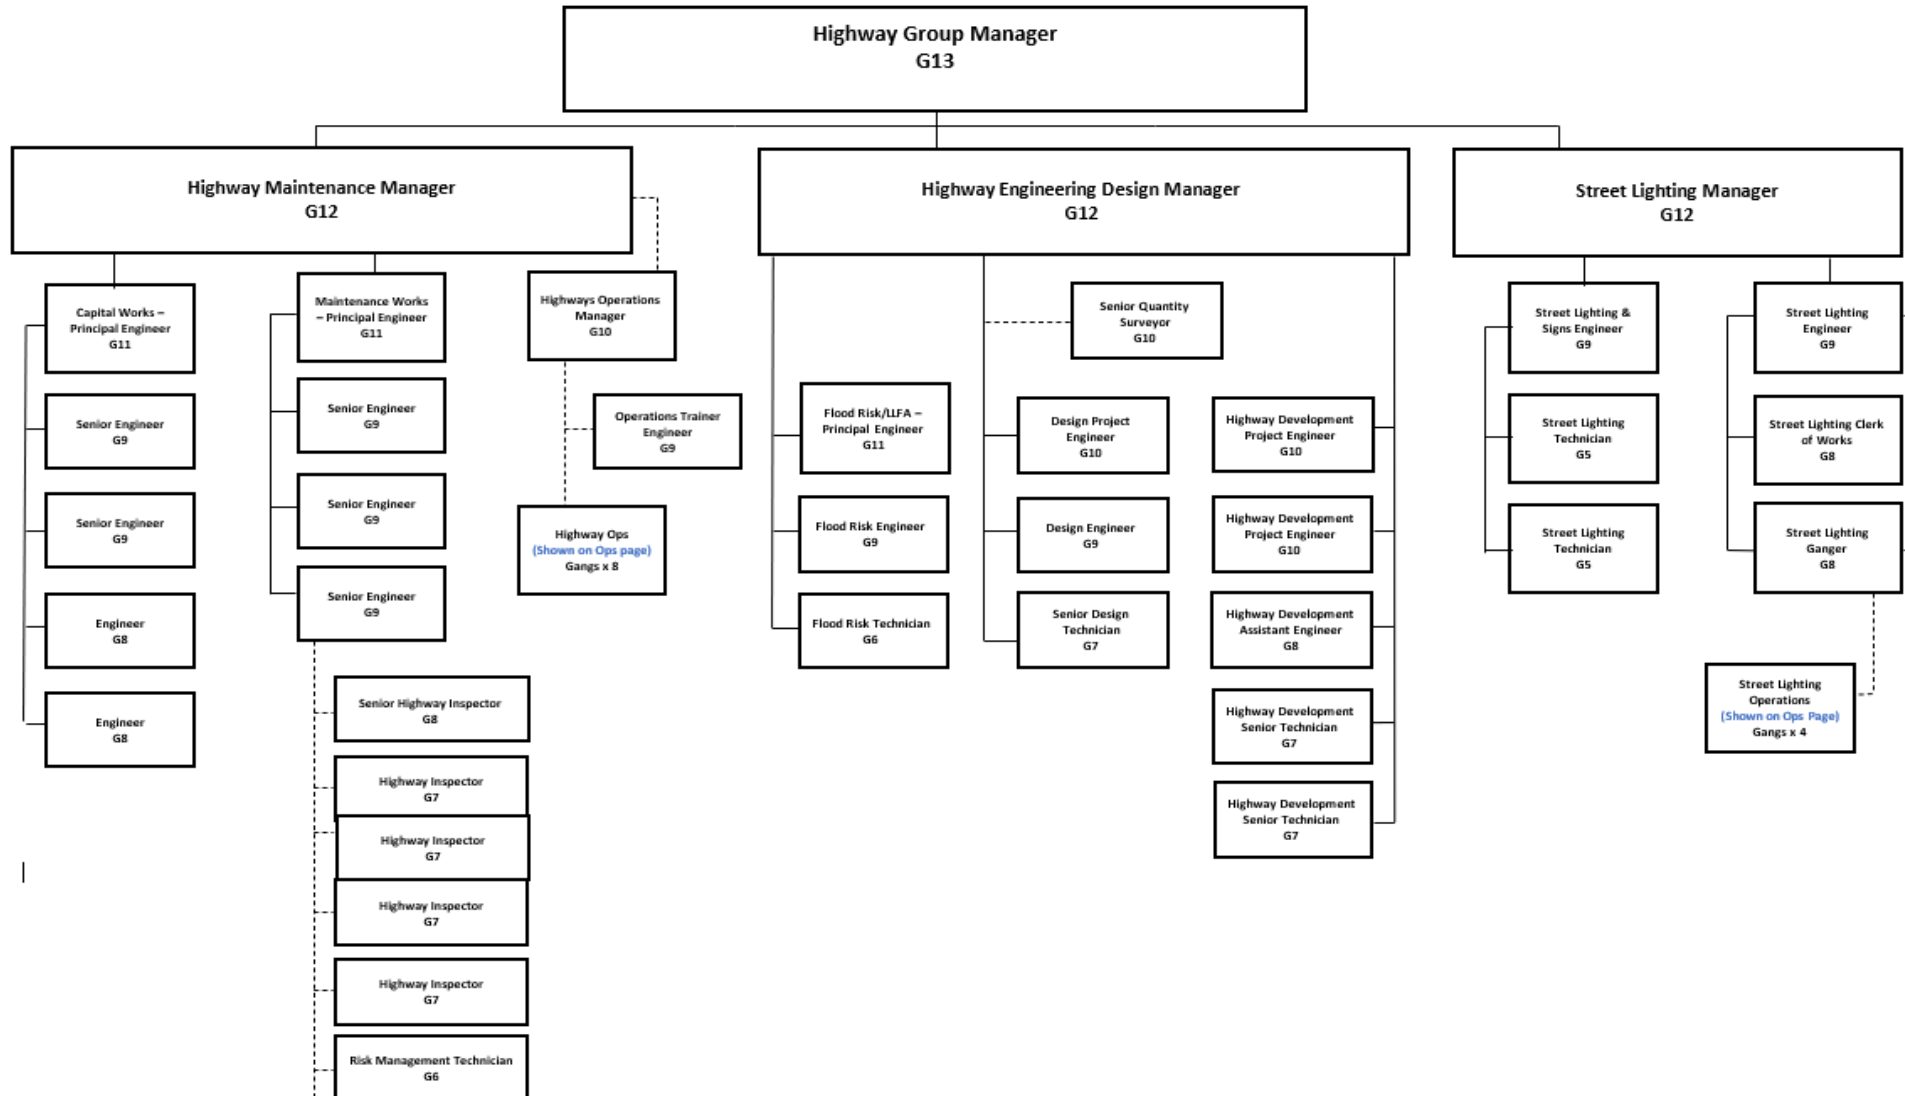 Highway Group Manager
G13
Highway Maintenance Manager
G12
Capital Works –
Principal Engineer
G11
Senior Engineer
G9
Senior Engineer
G9
Engineer
G8
Engineer
G8
Maintenance Works
– Principal Engineer
G11
Senior Engineer
G9
Senior Engineer
G9
Senior Engineer
G9
Senior Highway Inspector
G8
Highway Inspector
G7
Highway Inspector
G7
Highway Inspector
G7
Highway Inspector
G7
Risk Management Technician
G6
Highways Operations
Manager
G10
Operations Trainer
Engineer
G9
Highway Ops
(Shown on Ops page)
Gangs x 8
Highway Engineering Design Manager
G12
Flood Risk/LLFA –
Principal Engineer
G11
Flood Risk Engineer
G9
Flood Risk Technician
G6
Senior Quantity
Surveyor
G10
Design Project
Engineer
G10
Design Engineer
G9
Senior Design
Technician
G7
Highway Development
Project Engineer
G10
Highway Development
Project Engineer
G10
Highway Development
Assistant Engineer
G8
Highway Development
Senior Technician
G7
Highway Development
Senior Technician
G7
Street Lighting Manager
G12
Street Lighting &
Signs Engineer
G9
Street Lighting
Technician
G5
Street Lighting
Technician
G5
Street Lighting
Engineer
G9
Street Lighting Clerk
of Works
G8
Street Lighting
Ganger
G8
Street Lighting
Operations
(Shown on Ops Page)
Gangs x 4